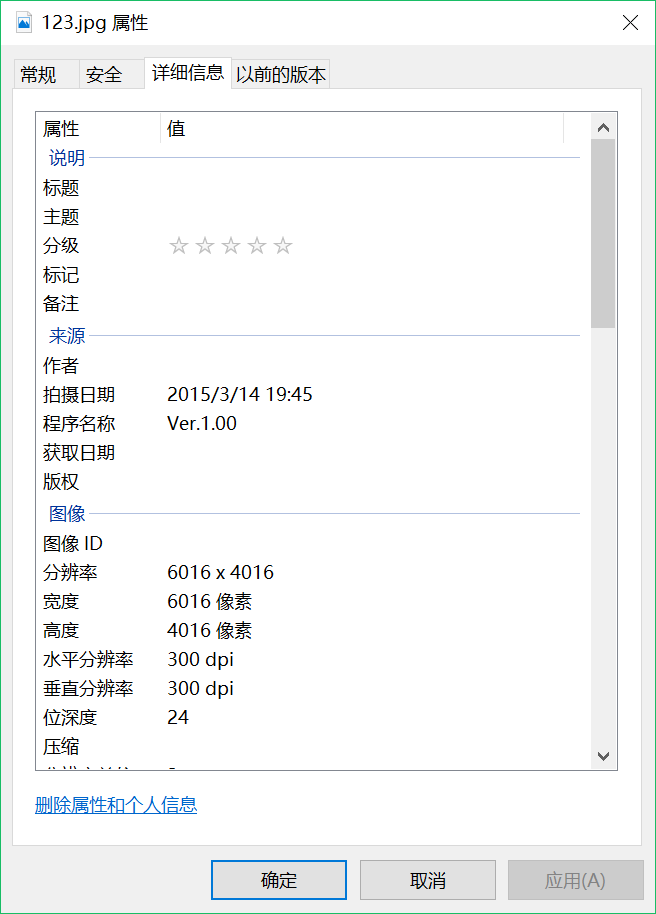 123.jpg 属性
常规 安全 详细信息 以前的版本
属性 值
说明
标题
主题
分级
标记
备注
来源
作者
拍摄日期 2015/3/14 19:45
程序名称 Ver.1.00
获取日期
版权
图像
图像 ID
分辨率 6016 x 4016
宽度 6016 像素
高度 4016 像素
水平分辨率 300 dpi
垂直分辨率 300 dpi
位深度 24
压缩
删除属性和个人信息
确定 取消 应用(A)